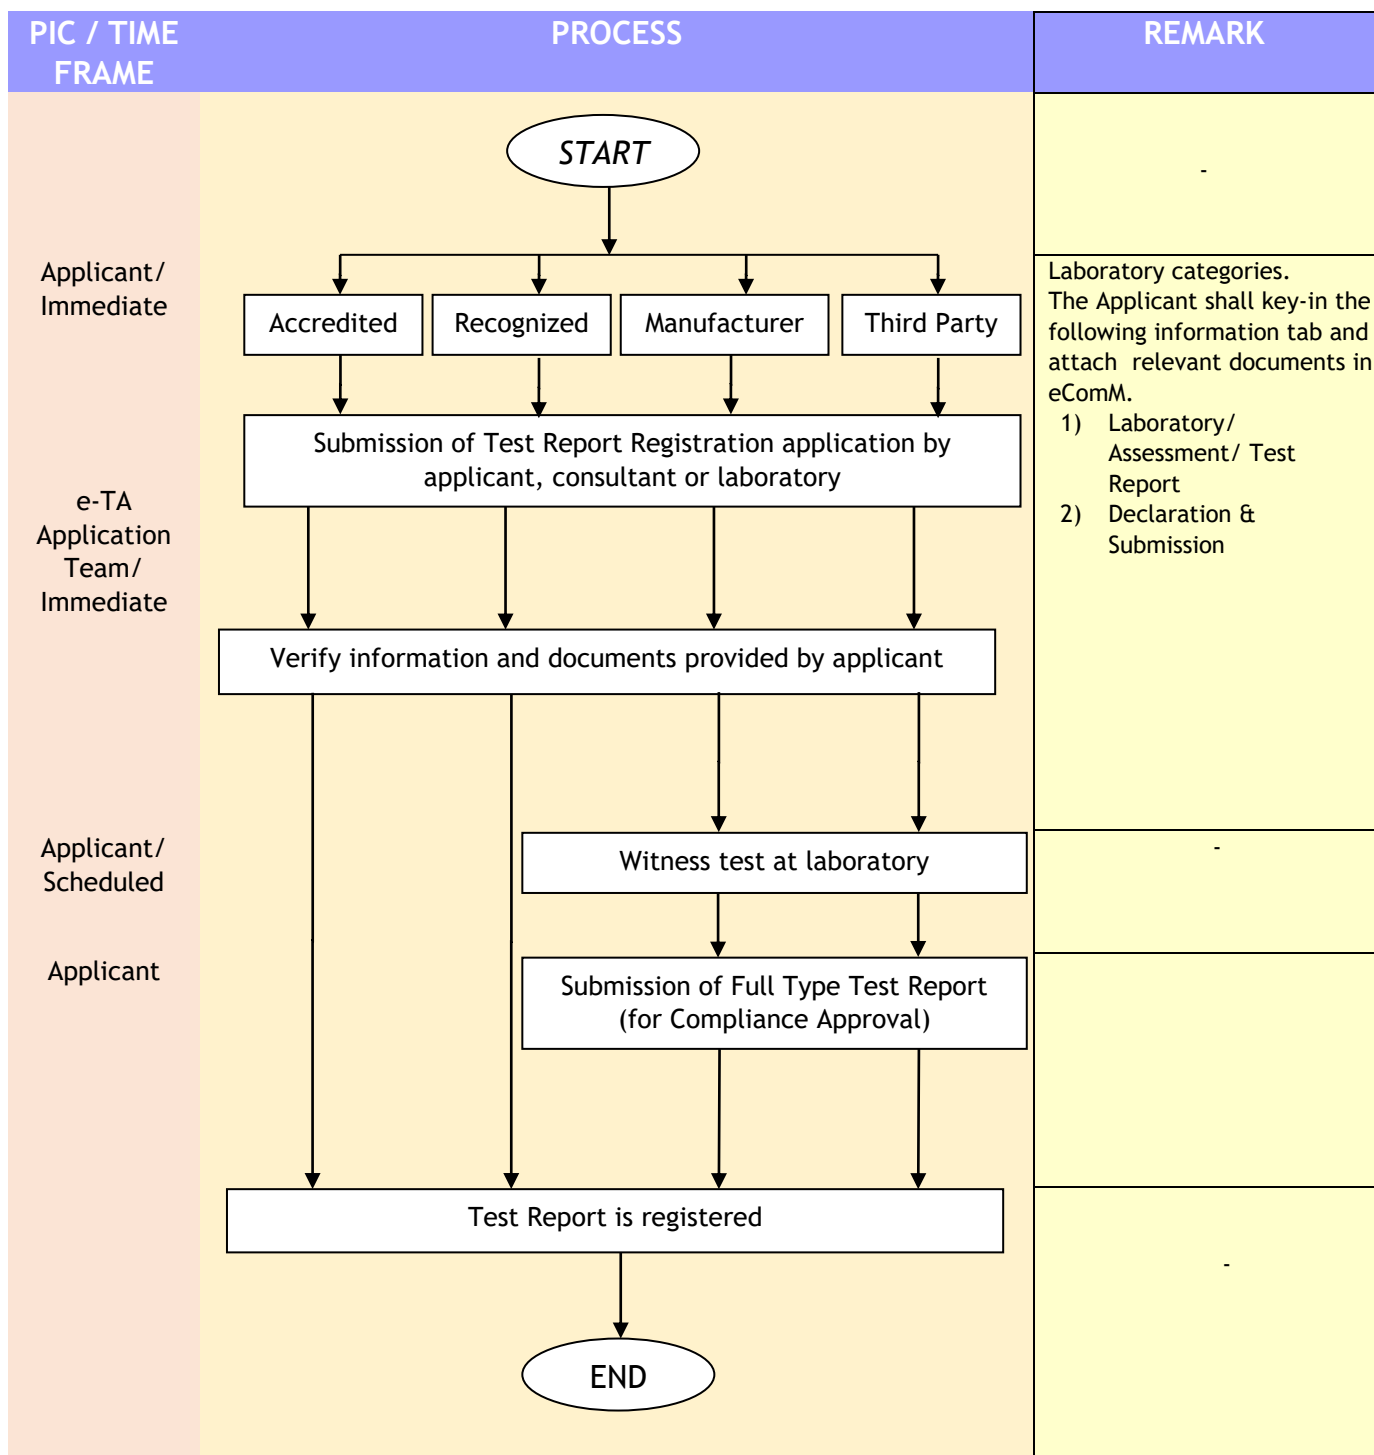 PIC / TIME
FRAME
PROCESS
REMARK
START
-
Applicant/
Immediate
Accredited
Recognized
Manufacturer
Third Party
Laboratory categories.
The Applicant shall key-in the
following information tab and
attach relevant documents in
eComM.
1) Laboratory/
Assessment/ Test
Report
2) Declaration &
Submission
Submission of Test Report Registration application by
applicant, consultant or laboratory
e-TA
Application
Team/
Immediate
Verify information and documents provided by applicant
Applicant/
Scheduled
Witness test at laboratory
-
Applicant
Submission of Full Type Test Report
(for Compliance Approval)
Test Report is registered
-
END